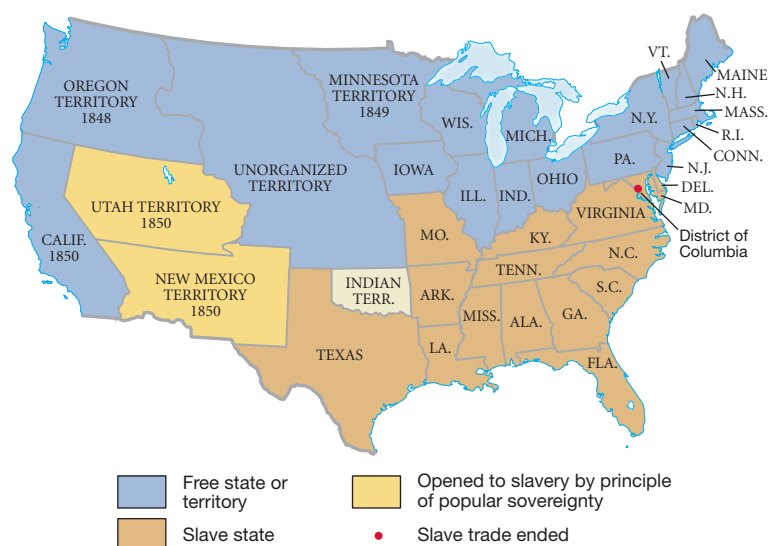 VT.
OREGON
TERRITORY
1848
MINNESOTA
TERRITORY
1849
MAINE
N.H.
MASS.
R.I.
CONN.
N.Y.
WIS.
MICH.
UNORGANIZED
TERRITORY
IOWA
PA.
N.J.
OHIO
ILL.
IND.
DEL.
MD.
UTAH TERRITORY
1850
VIRGINIA
District of
Columbia
CALIF.
1850
MO.
KY.
N.C.
NEW MEXICO
TERRITORY
1850
INDIAN
TERR.
TENN.
ARK.
S.C.
MISS.
ALA.
GA.
TEXAS
LA.
FLA.
Free state or
territory
Opened to slavery by principle
of popular sovereignty
Slave state
Slave trade ended